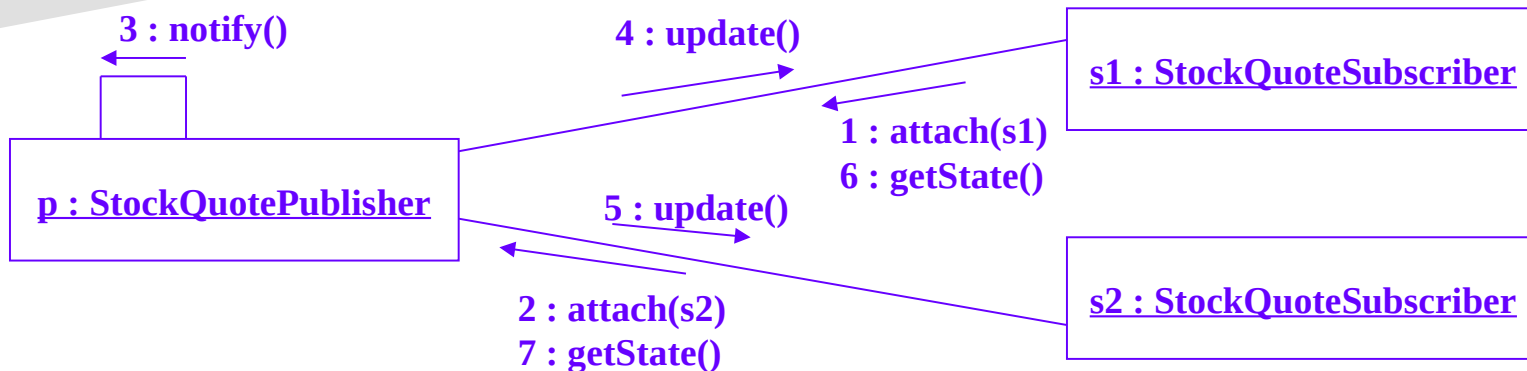 3 : notify()
4 : update()
s1 : StockQuoteSubscriber
1 : attach(s1)
6 : getState()
p : StockQuotePublisher
5 : update()
2 : attach(s2)
7 : getState()
s2 : StockQuoteSubscriber